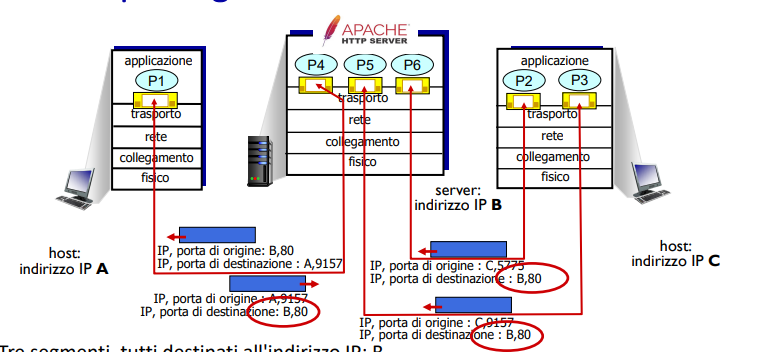 APACHE
HTTP SERVER
applicazione
P1
trasporto
rete
collegamento
fisico
P4
P5
P6
trasporto
rete
collegamento
fisico
applicazione
P2
P3
trasporto
rete
collegamento
fisico
server:
indirizzo IP B
host:
indirizzo IP A
host:
indirizzo IP C
IP, porta di origine: B,80
IP, porta di destinazione : A,9157
IP, porta di origine : A,9157
IP, porta di destinazione: B,80
IP, porta di origine : C,5775
IP, porta di destinazione : B,80
IP, porta di origine : C,9157
IP, porta di destinazione : B,80
Tre segmenti, tutti destinati all'indirizzo IP: B